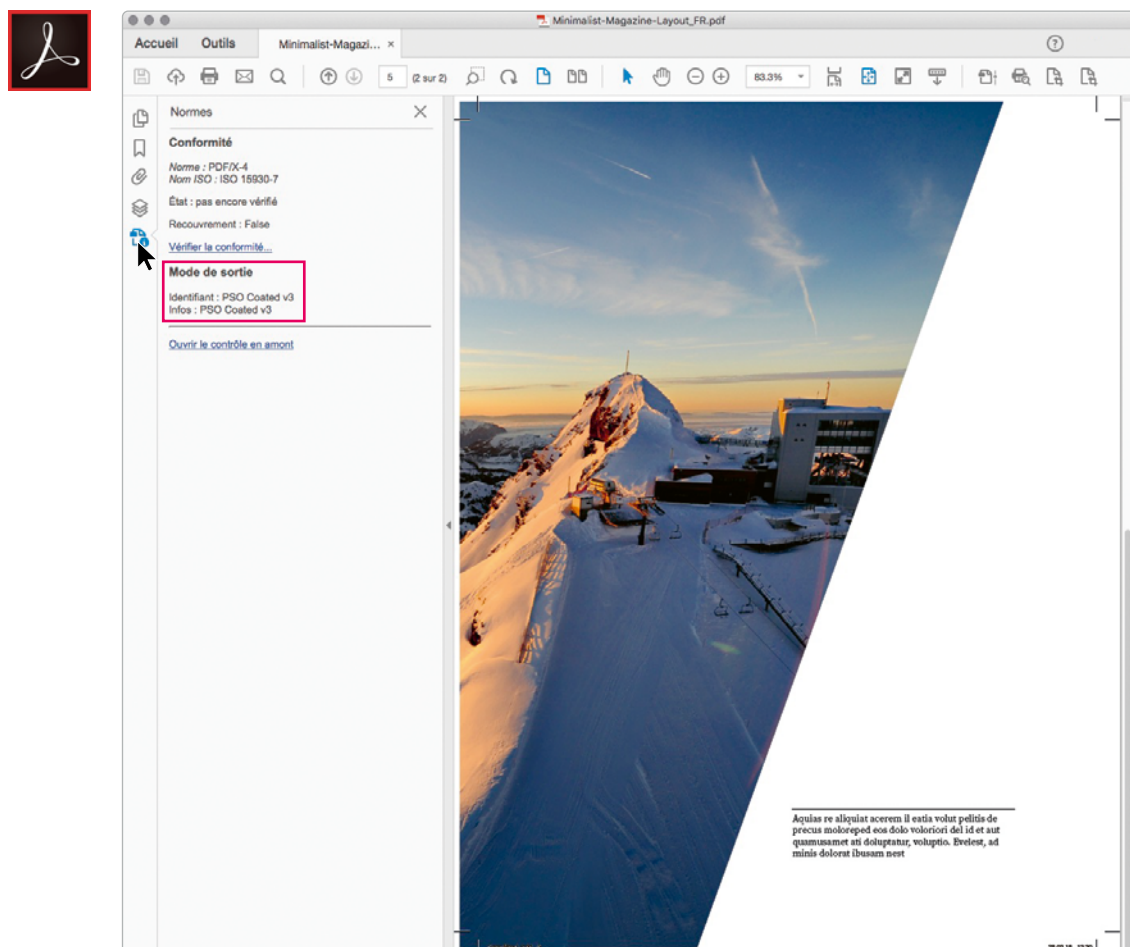 Minimalist-Magazine-Layout_FR.pdf
Accueil Outils Minimalist-Magazi... ×
5 (2 sur 2) 83.3%
Normes
Conformité
Norme : PDF/X-4
Nom ISO : ISO 15930-7
État : pas encore vérifié
Recouvrement : False
Vérifier la conformité...
Mode de sortie
Identifiant : PSO Coated v3
Infos : PSO Coated v3
Ouvrir le contrôle en amont
Aquias re aliquiat acerem il eatia volut pelitis de
precus moloreped eos dolo voloriori del id et aut
quamusamet ati doluptatur, voluptio. Evelest, ad
minis dolorat ibusam nest